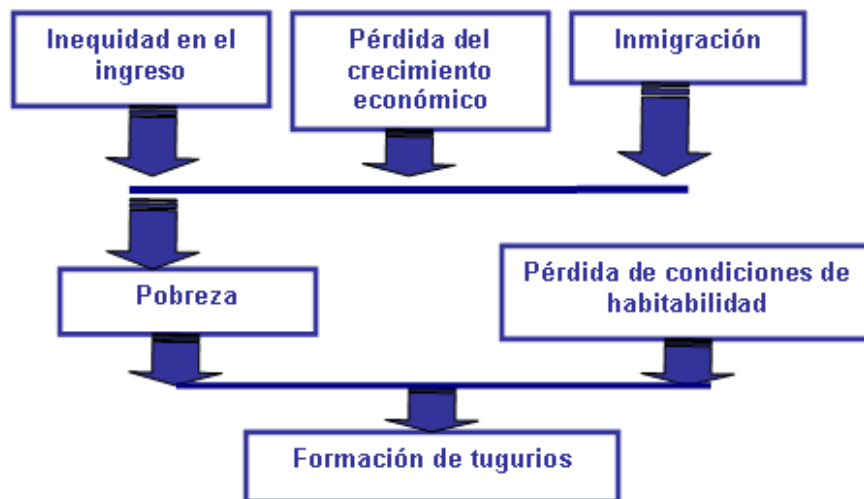 Inequidad en el
ingreso
Pérdida del
crecimiento
económico
Inmigración
Pobreza
Pérdida de condiciones de
habitabilidad
Formación de tugurios